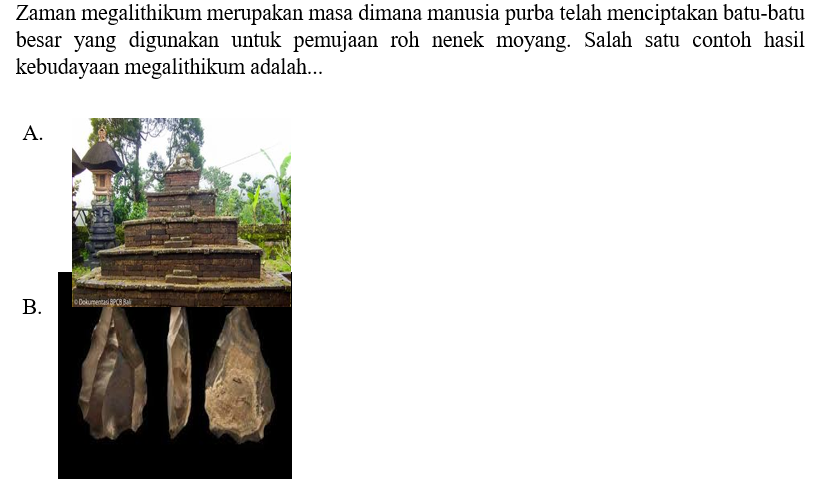 Zaman megalithikum merupakan masa dimana manusia purba telah menciptakan batu-batu
besar yang digunakan untuk pemujaan roh nenek moyang. Salah satu contoh hasil
kebudayaan megalithikum adalah...
A.
© Dokumentasi BPCB Bali
B.